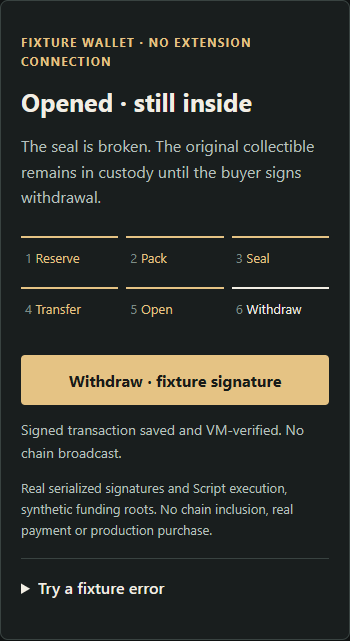 FIXTURE WALLET · NO EXTENSION
CONNECTION
Opened · still inside
The seal is broken. The original collectible
remains in custody until the buyer signs
withdrawal.
1 Reserve
2 Pack
3 Seal
4 Transfer
5 Open
6 Withdraw
Withdraw · fixture signature
Signed transaction saved and VM-verified. No
chain broadcast.
Real serialized signatures and Script execution,
synthetic funding roots. No chain inclusion, real
payment or production purchase.
Try a fixture error